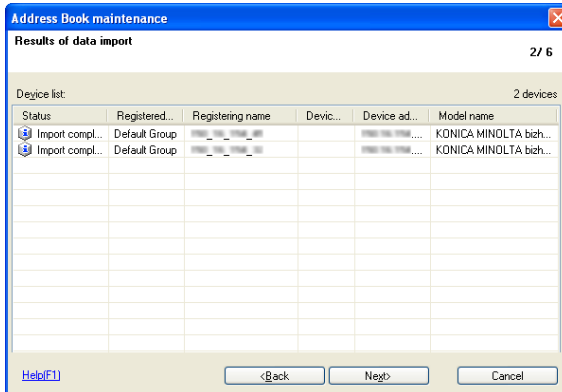 Address Book maintenance
Results of data import
2/ 6
Device list: 2 devices
Status Registered... Registering name Devic... Device ad... Model name
Import compl... Default Group KONICA MINOLTA bizh...
Import compl... Default Group KONICA MINOLTA bizh...
Help(F1) <Back Next> Cancel